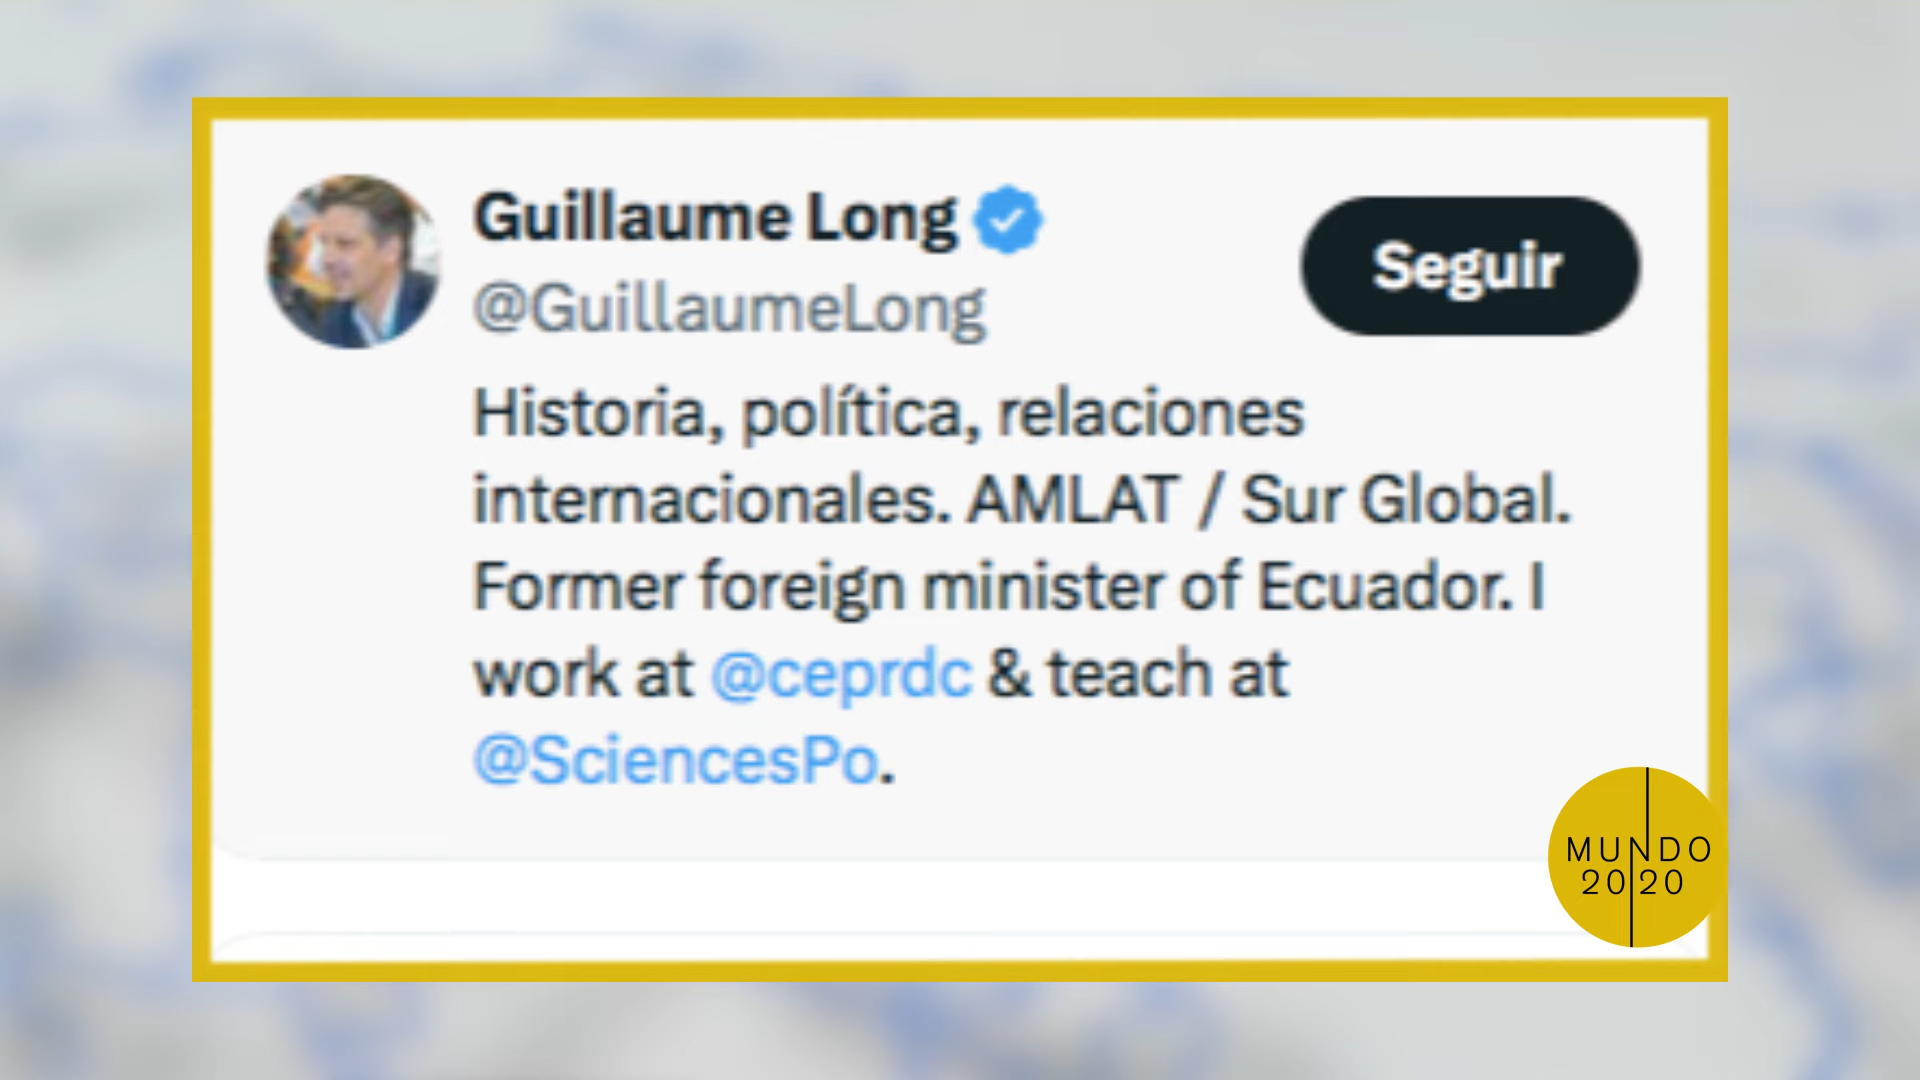 Guillaume Long
@GuillaumeLong
Seguir
Historia, política, relaciones
internacionales. AMLAT / Sur Global.
Former foreign minister of Ecuador. I
work at @ceprdc & teach at
@SciencesPo.
MUNDO
2020